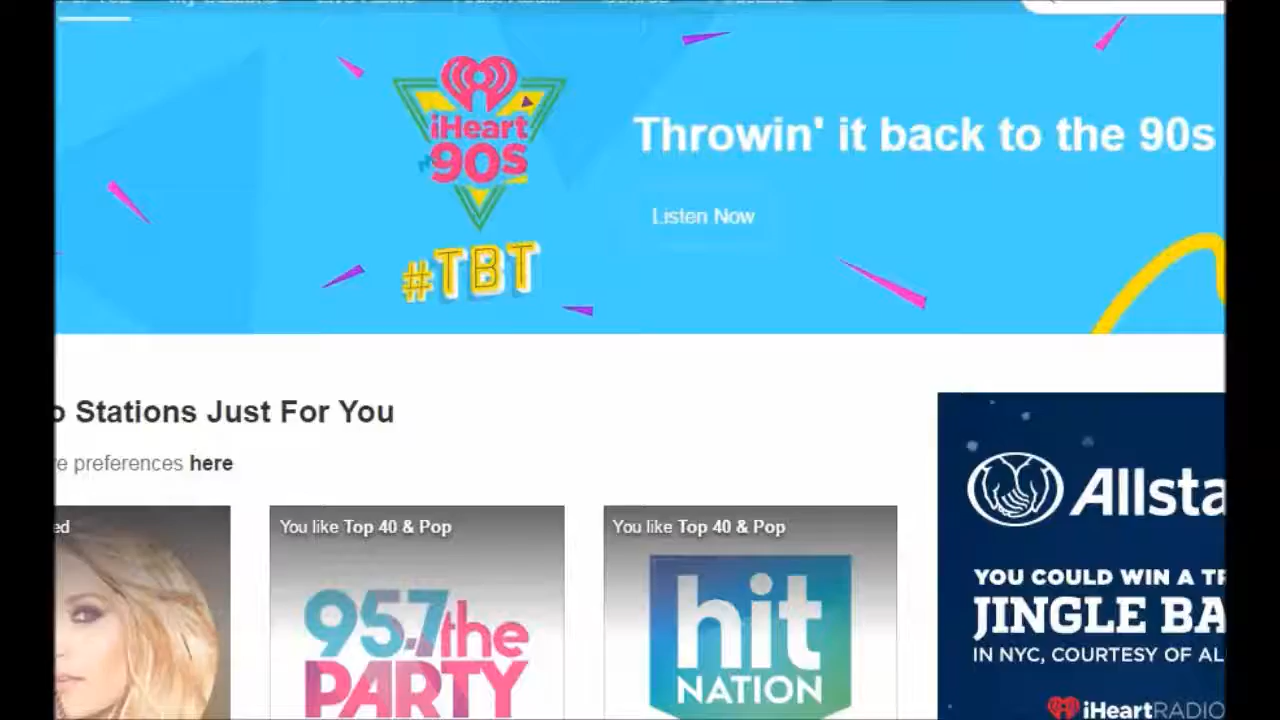 iHeart
90s
#TBT
Throwin' it back to the 90s
Listen Now
Stations Just For You
preferences here
You like Top 40 & Pop
95.7 the
PARTY
You like Top 40 & Pop
hit
NATION
Allsta
YOU COULD WIN A
JINGLE BA
IN NYC, COURTESY OF AL
iHeartRADIO